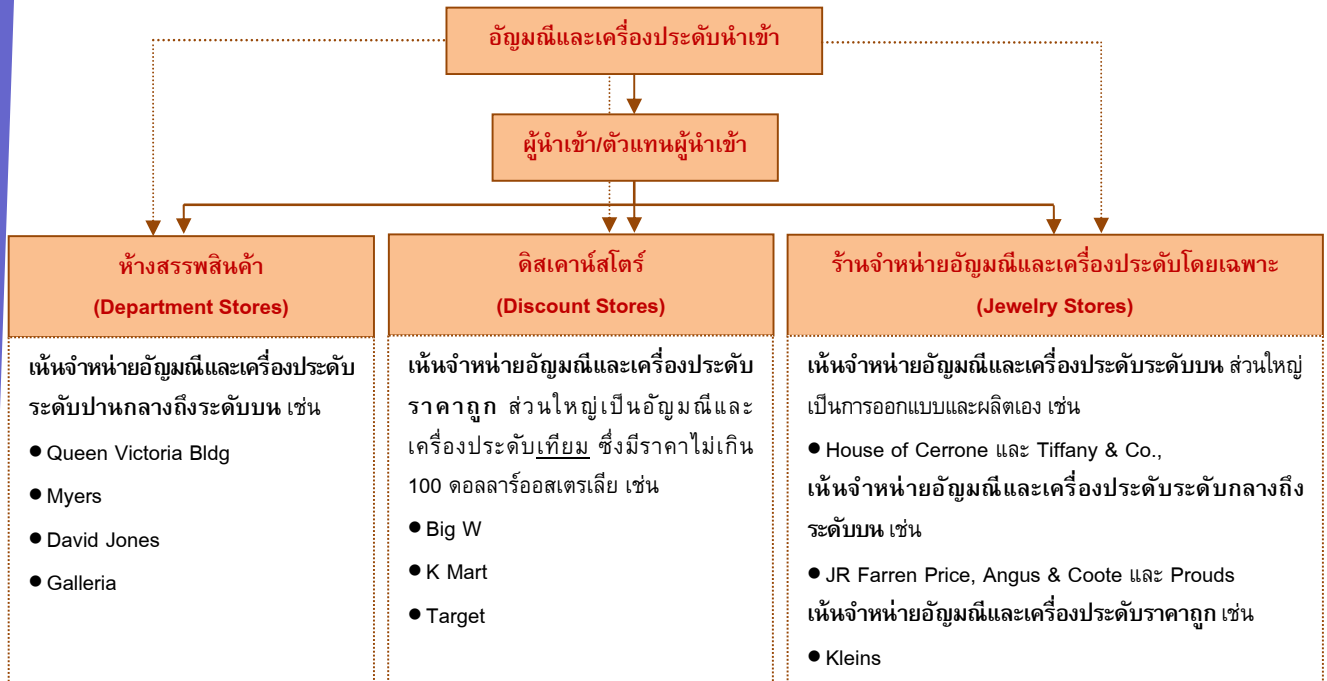 อัญมณีและเครื่องประดับนำเข้า
ผู้นำเข้า/ตัวแทนผู้นำเข้า
ห้างสรรพสินค้า
(Department Stores)
เน้นจำหน่ายอัญมณีและเครื่องประดับ
ระดับปานกลางถึงระดับบน เช่น
● Queen Victoria Bldg
● Myers
● David Jones
● Galleria
ดิสเคาน์สโตร์
(Discount Stores)
เน้นจำหน่ายอัญมณีและเครื่องประดับ
ราคาถูก ส่วนใหญ่เป็นอัญมณีและ
เครื่องประดับเทียม ซึ่งมีราคาไม่เกิน
100 ดอลลาร์ออสเตรเลีย เช่น
● Big W
● K Mart
● Target
ร้านจำหน่ายอัญมณีและเครื่องประดับโดยเฉพาะ
(Jewelry Stores)
เน้นจำหน่ายอัญมณีและเครื่องประดับระดับบน ส่วนใหญ่
เป็นการออกแบบและผลิตเอง เช่น
● House of Cerrone และ Tiffany & Co.,
เน้นจำหน่ายอัญมณีและเครื่องประดับระดับกลางถึง
ระดับบน เช่น
● JR Farren Price, Angus & Coote และ Prouds
เน้นจำหน่ายอัญมณีและเครื่องประดับราคาถูก เช่น
● Kleins